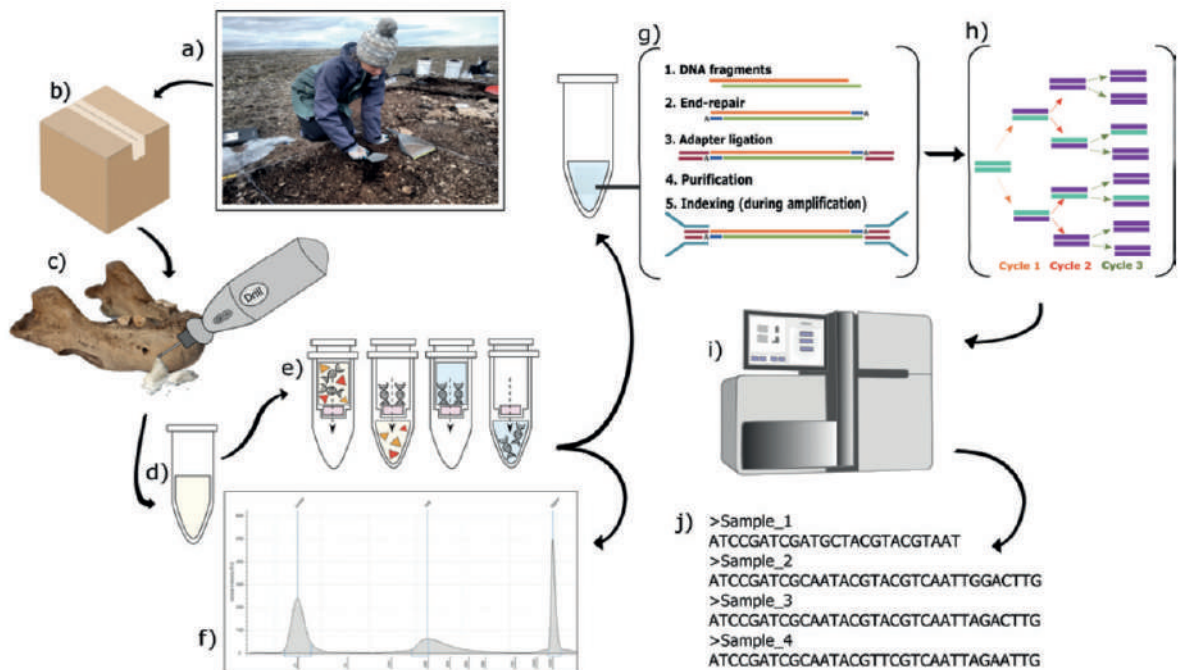 a)
b)
c)
Drill
d)
e)
f)
g)
1. DNA fragments
2. End-repair
A
A
3. Adapter ligation
A
A
4. Purification
5. Indexing (during amplification)
A
A
h)
Cycle 1 Cycle 2 Cycle 3
i)
j)
>Sample_1
ATCCGATCGATGCTACGTACGTAAT
>Sample_2
ATCCGATCGCAATACGTACGTCAATTGGACTTG
>Sample_3
ATCCGATCGCAATACGTACGTCAATTAGACTTG
>Sample_4
ATCCGATCGCAATACGTTCGTCAATTAGAATTG